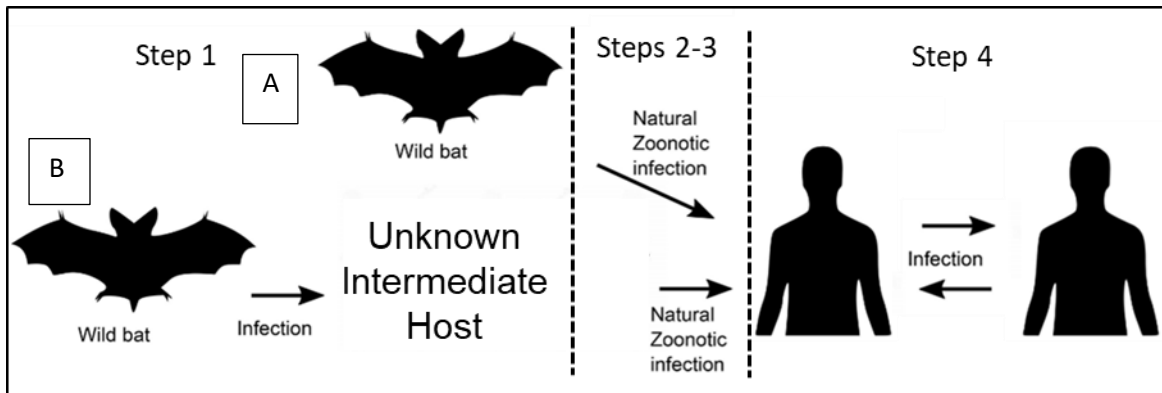 Step 1
A
Wild bat
B
Wild bat
Infection
Unknown
Intermediate
Host
Steps 2-3
Natural
Zoonotic
infection
Natural
Zoonotic
infection
Step 4
Infection